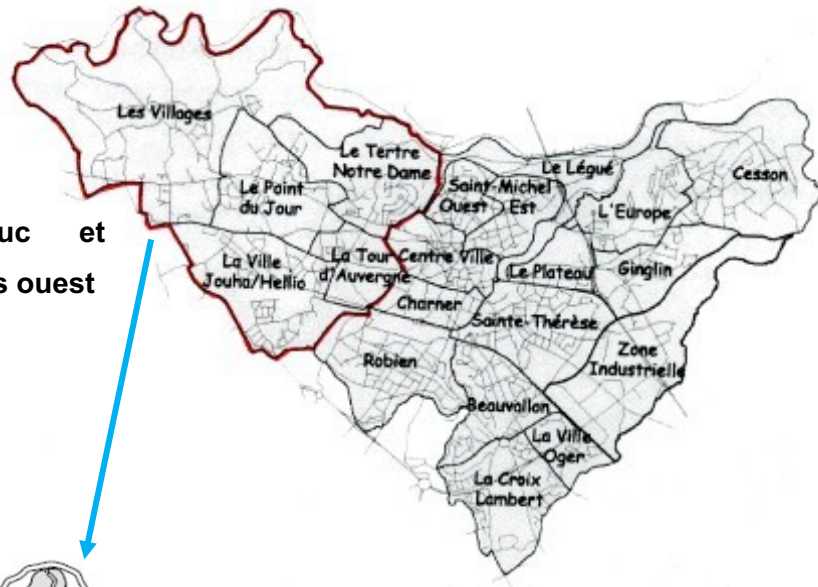 Les Villages
Le Tertre
Notre Dame
Le Point
du Jour
La Ville
Jouha/Hellio
La Tour
d'Auvergne
Saint-Michel
Ouest
Est
Le Légué
Cesson
L'Europe
Centre Ville
Le Plateau
Ginglin
Charner
Sainte-Thérèse
Zone
Industrielle
Robien
Beauvallon
La Ville
Oger
La Croix
Lambert
uc et
s ouest